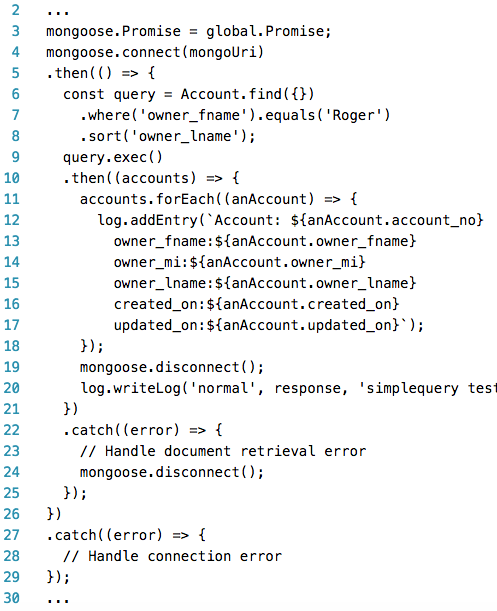 2 ...
3 mongoose.Promise = global.Promise;
4 mongoose.connect(mongoUri)
5 .then(() => {
6 const query = Account.find({})
7 .where('owner_fname').equals('Roger')
8 .sort('owner_lname');
9 query.exec()
10 .then((accounts) => {
11 accounts.forEach((anAccount) => {
12 log.addEntry(`Account: ${anAccount.account_no}
13 owner_fname:${anAccount.owner_fname}
14 owner_mi:${anAccount.owner_mi}
15 owner_lname:${anAccount.owner_lname}
16 created_on:${anAccount.created_on}
17 updated_on:${anAccount.updated_on}`);
18 });
19 mongoose.disconnect();
20 log.writeLog('normal', response, 'simplequery test
21 })
22 .catch((error) => {
23 // Handle document retrieval error
24 mongoose.disconnect();
25 });
26 })
27 .catch((error) => {
28 // Handle connection error
29 });
30 ...